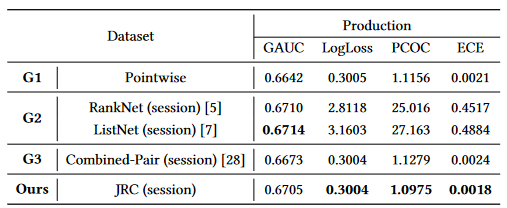 Dataset Production
GAUC LogLoss PCOC ECE
G1 Pointwise 0.6642 0.3005 1.1156 0.0021
G2 RankNet (session) [5] 0.6710 2.8118 25.016 0.4517
ListNet (session) [7] 0.6714 3.1603 27.163 0.4884
G3 Combined-Pair (session) [28] 0.6673 0.3004 1.1279 0.0024
Ours JRC (session) 0.6705 0.3004 1.0975 0.0018